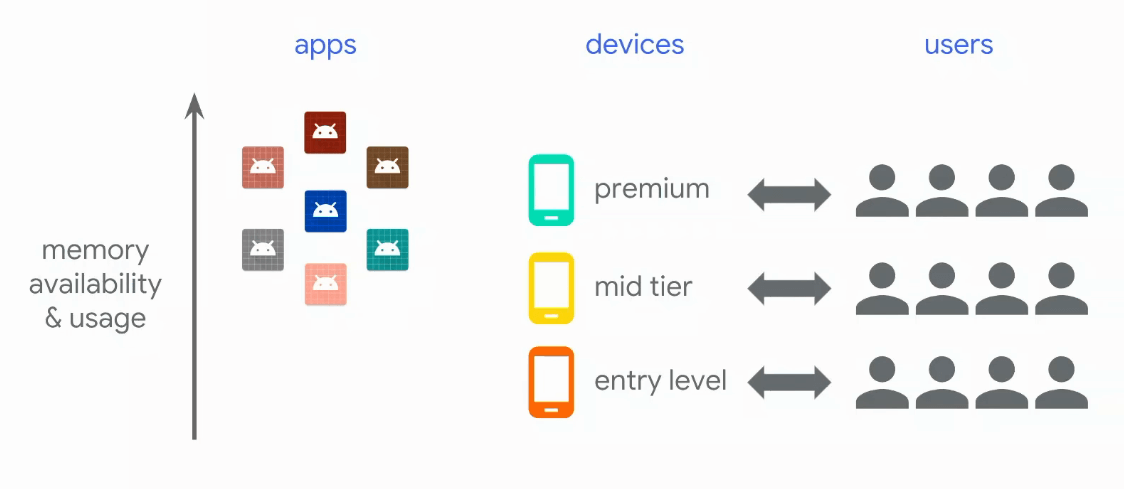 apps
devices
users
memory
availability
& usage
premium
mid tier
entry level